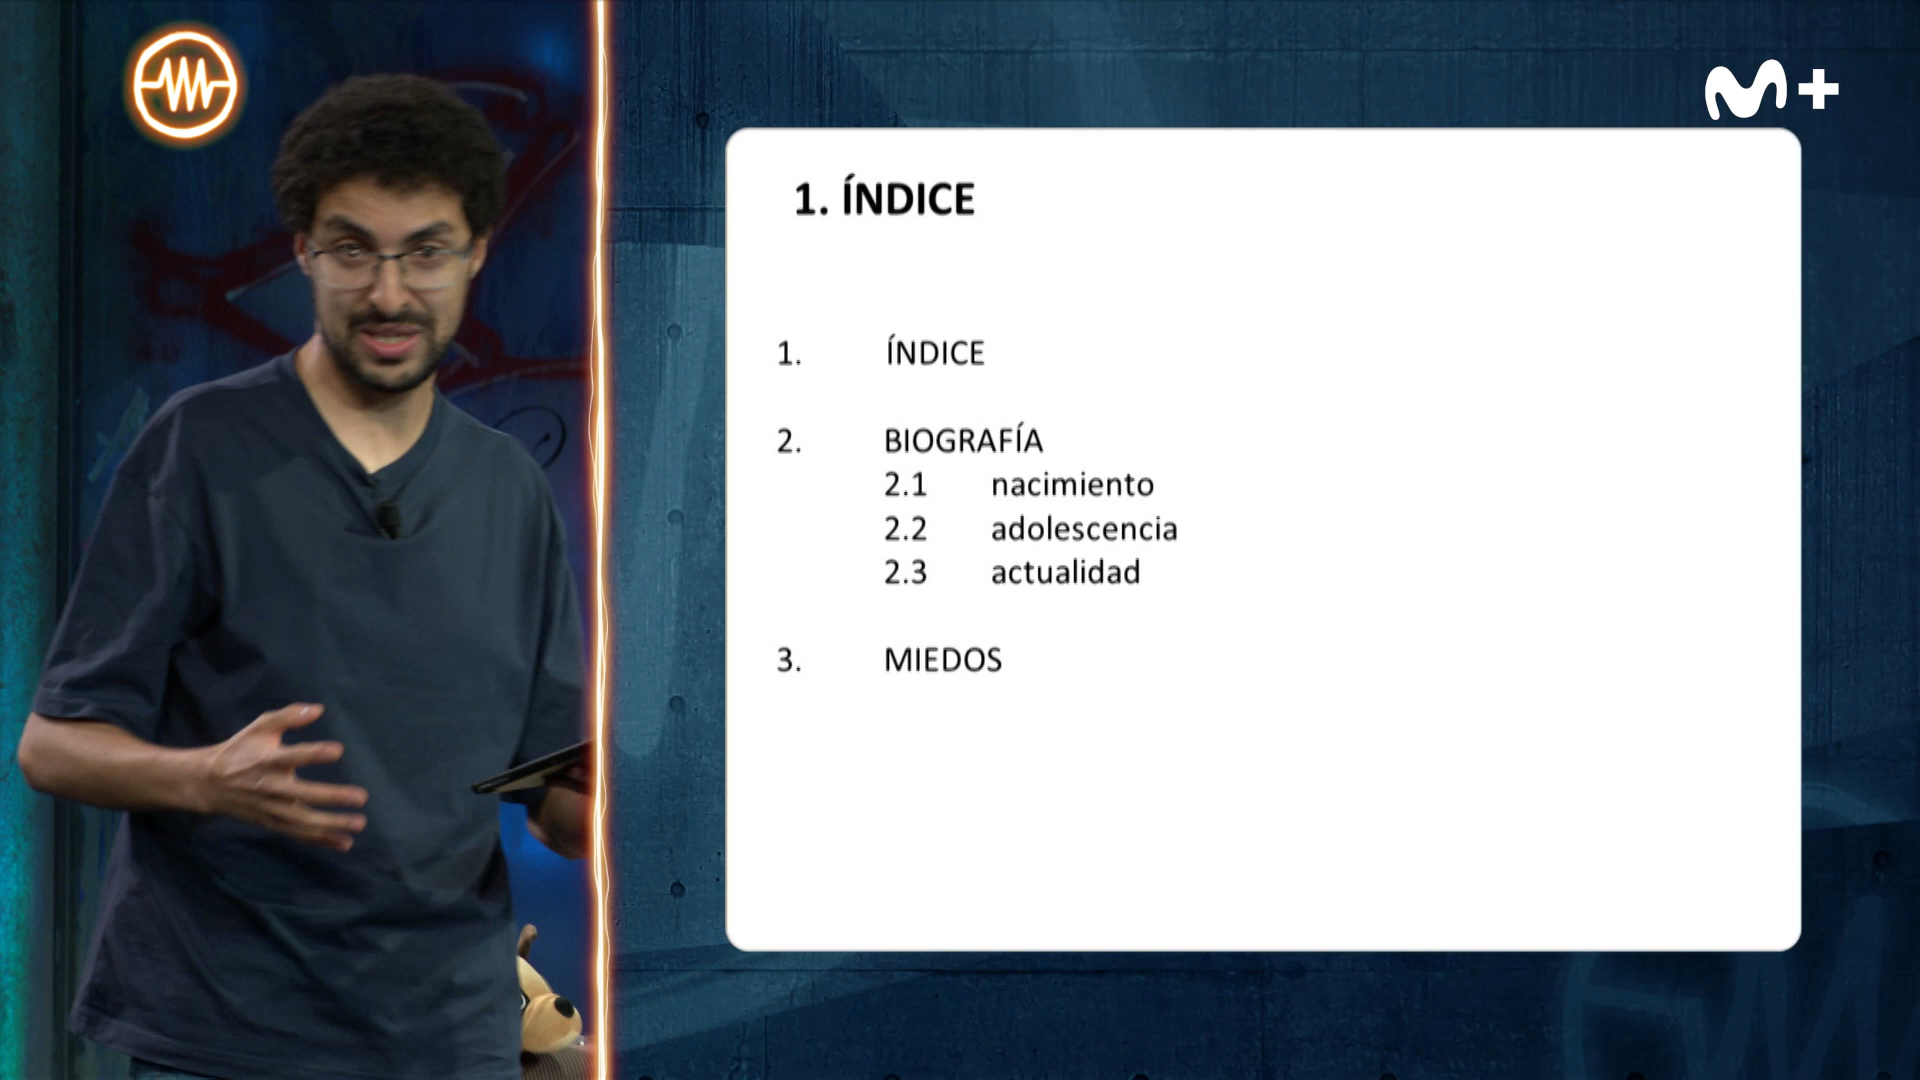 M+
1. ÍNDICE
1. ÍNDICE
2. BIOGRAFÍA
2.1 nacimiento
2.2 adolescencia
2.3 actualidad
3. MIEDOS